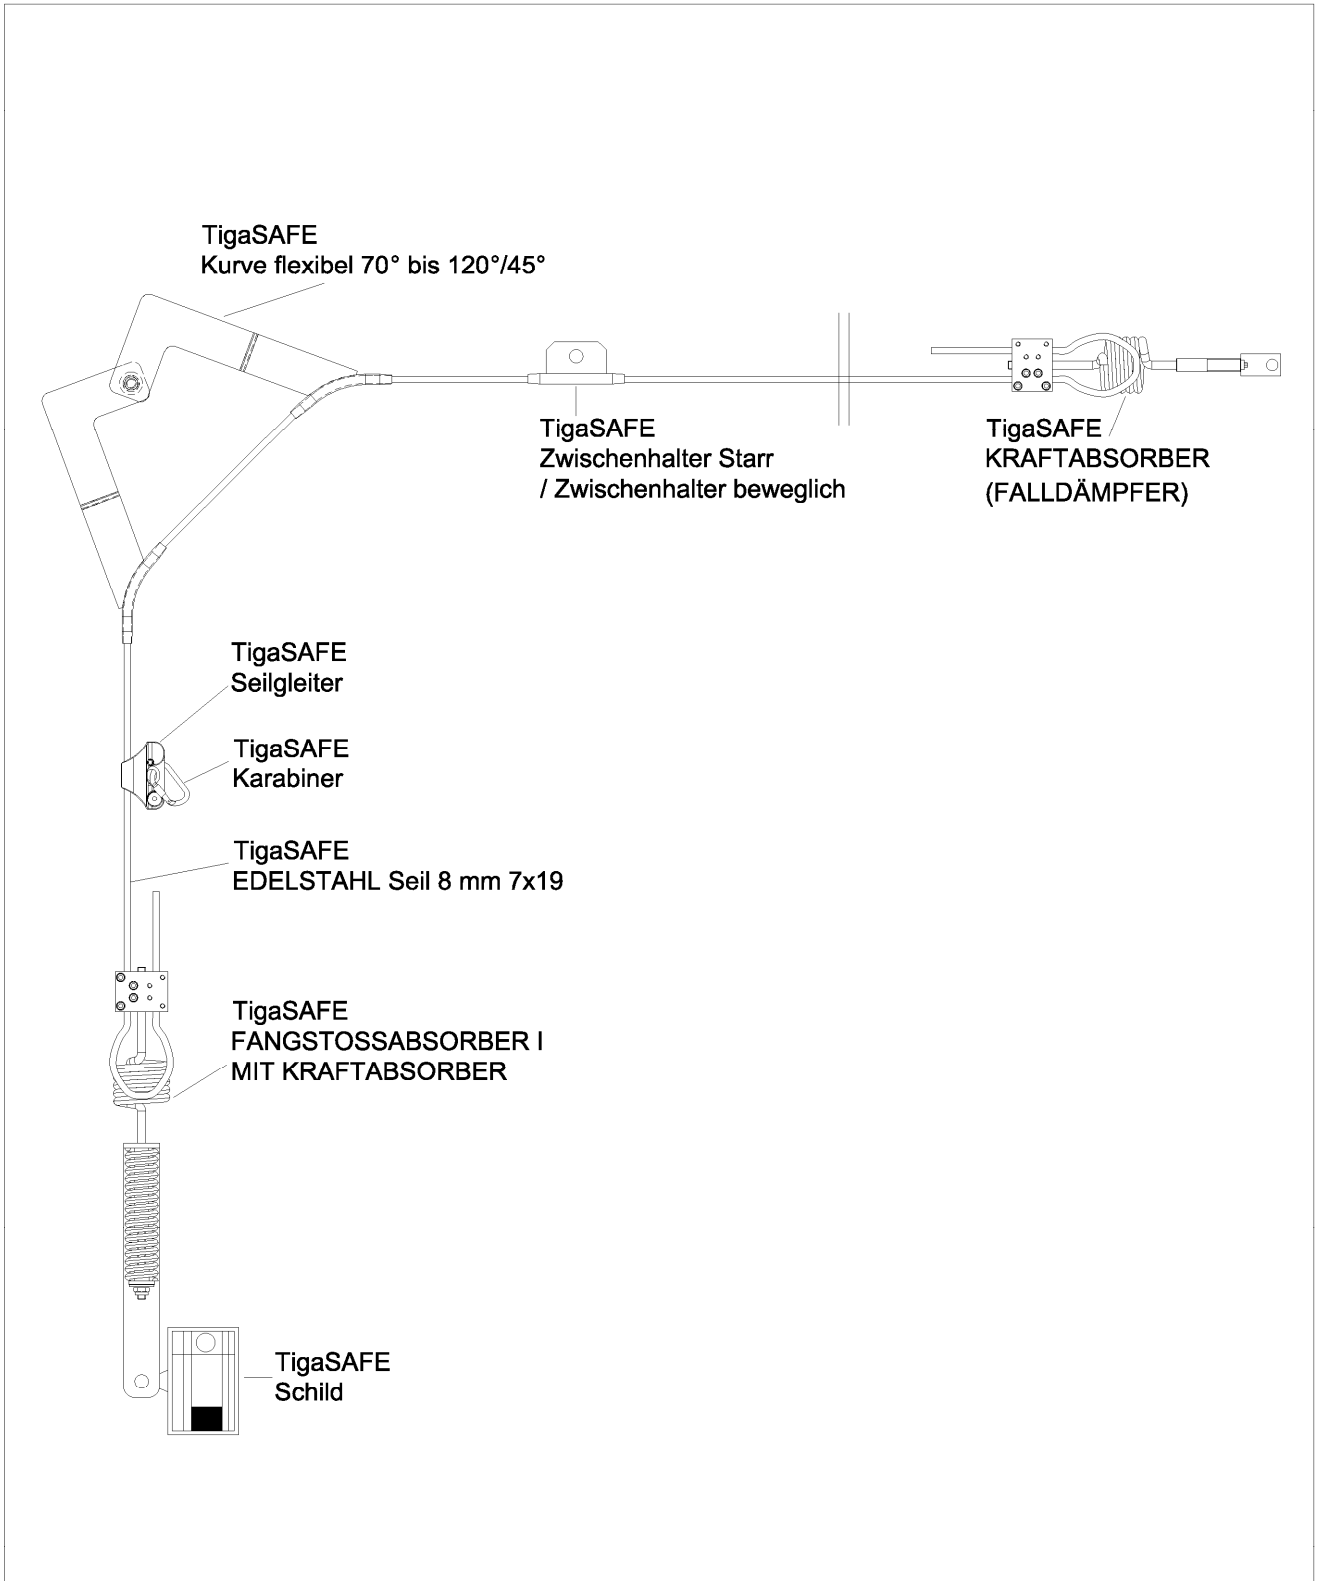 TigaSAFE
Kurve flexibel 70° bis 120°/45°
TigaSAFE
Zwischenhalter Starr
/ Zwischenhalter beweglich
TigaSAFE
KRAFTABSORBER
(FALLDÄMPFER)
TigaSAFE
Seilgleiter
TigaSAFE
Karabiner
TigaSAFE
EDELSTAHL Seil 8 mm 7x19
TigaSAFE
FANGSTOSSABSORBER I
MIT KRAFTABSORBER
TigaSAFE
Schild